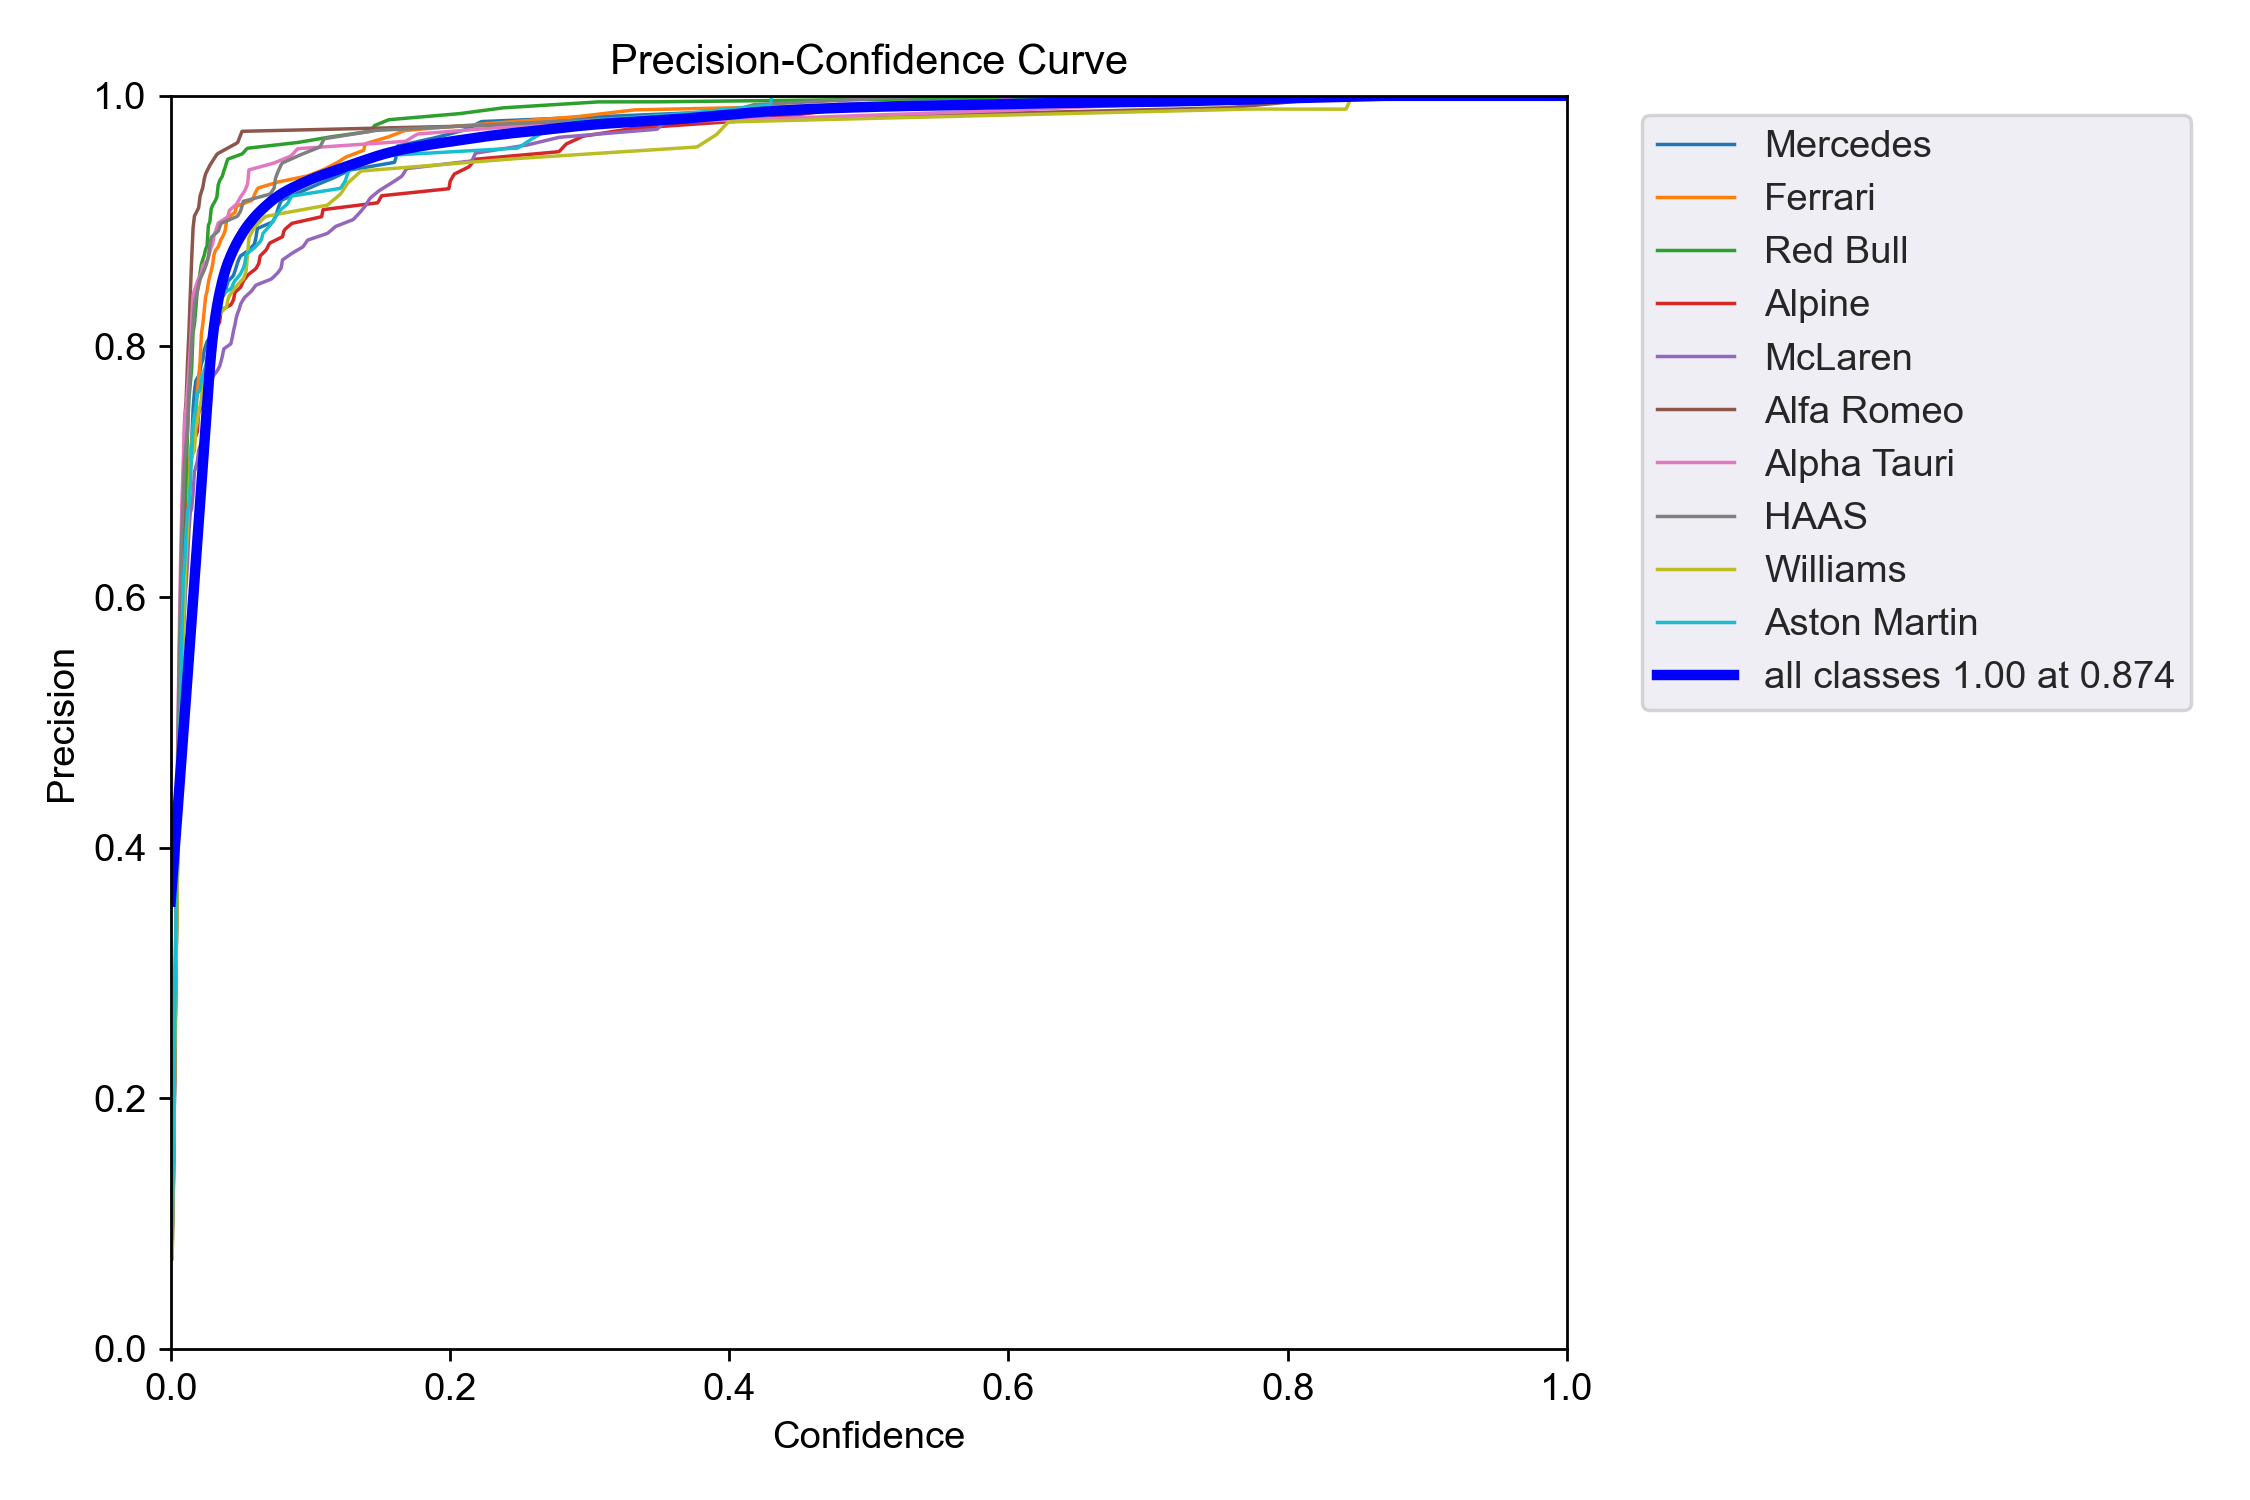 Precision-Confidence Curve
1.0
0.8
0.6
0.4
0.2
0.0
Precision
0.0 0.2 0.4 0.6 0.8 1.0
Confidence
Mercedes
Ferrari
Red Bull
Alpine
McLaren
Alfa Romeo
Alpha Tauri
HAAS
Williams
Aston Martin
all classes 1.00 at 0.874